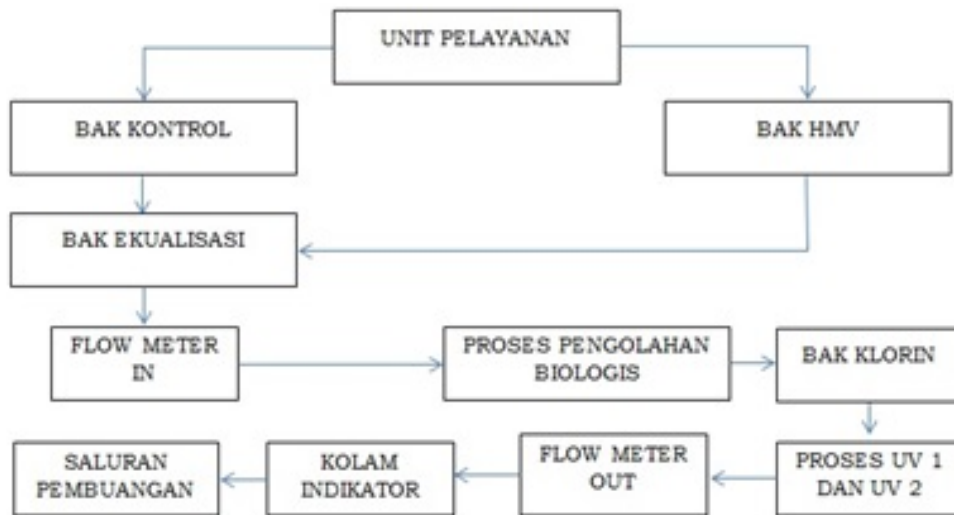 UNIT PELAYANAN
BAK KONTROL
BAK HMV
BAK EKUALISASI
FLOW METER
IN
PROSES PENGOLAHAN
BIOLOGIS
BAK KLORIN
PROSES UV 1
DAN UV 2
FLOW METER
OUT
KOLAM
INDIKATOR
SALURAN
PEMBUANGAN